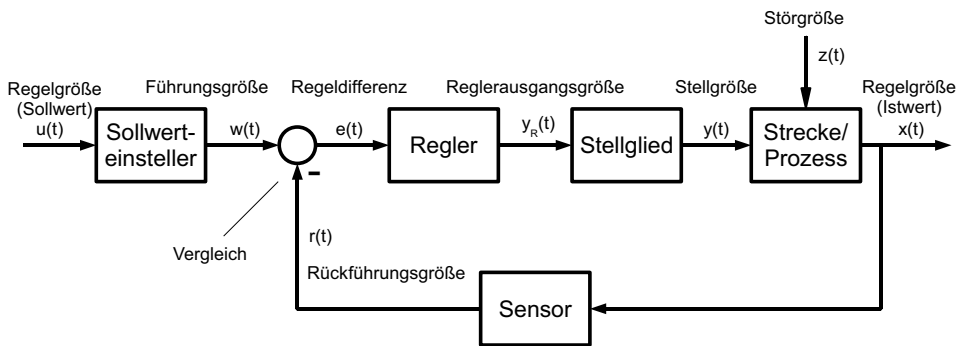 Störgröße
z(t)
Regelgröße
(Sollwert)
u(t)
Führungsgröße
w(t)
Regeldifferenz
e(t)
Reglerausgangsgröße
y_R(t)
Stellgröße
y(t)
Regelgröße
(Istwert)
x(t)
Sollwert-
einsteller
Regler
Stellglied
Strecke/
Prozess
-
Vergleich
r(t)
Rückführungsgröße
Sensor